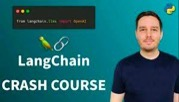 from langchain.llms import OpenAI
LangChain
CRASH COURSE